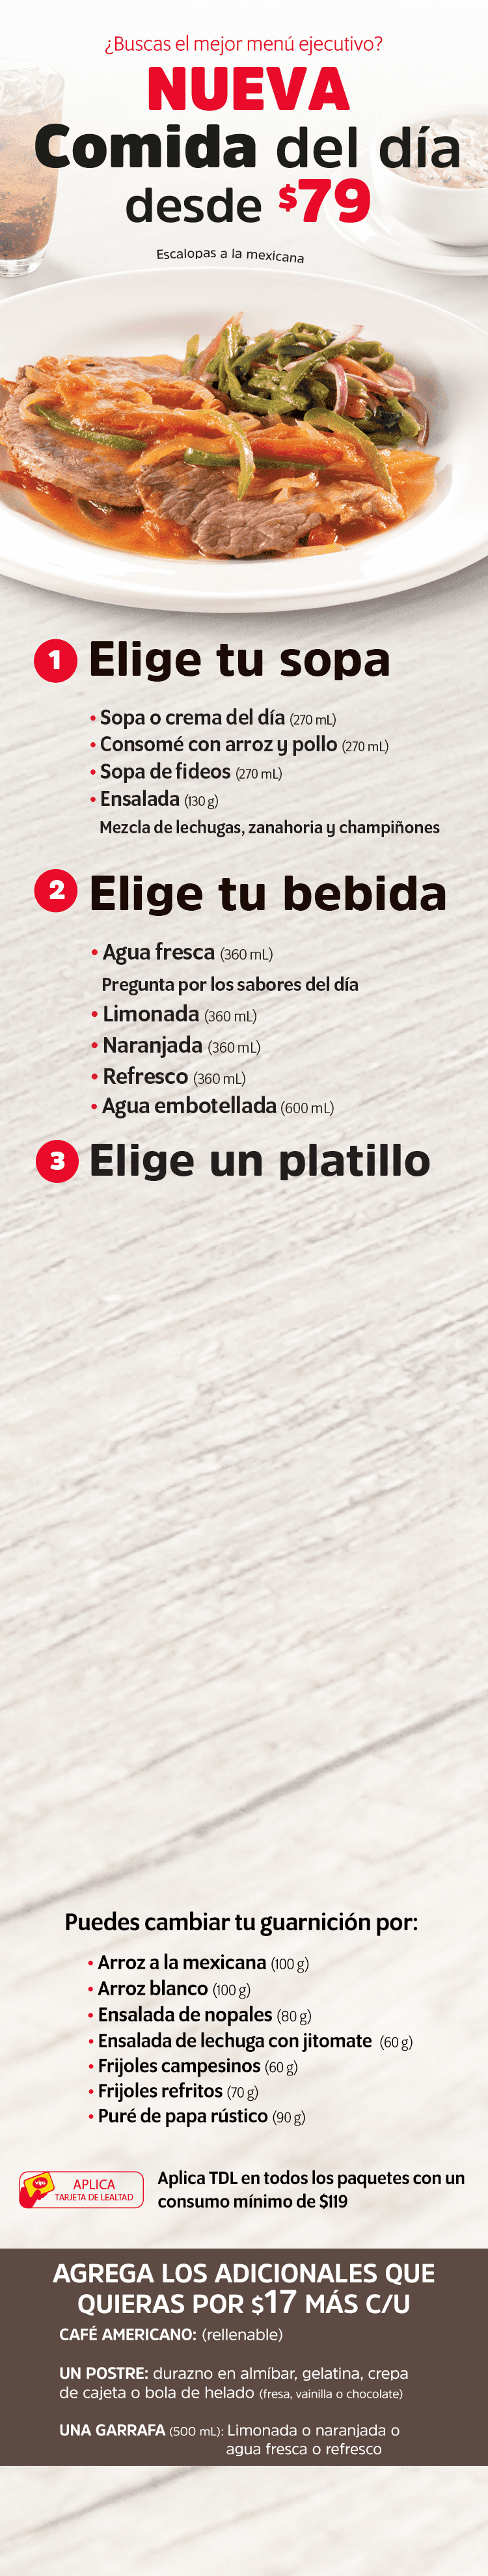 ¿Buscas el mejor menú ejecutivo?
NUEVA
Comida del día
desde $79
Escalopas a la mexicana
1 Elige tu sopa
• Sopa o crema del día (270 mL)
• Consomé con arroz y pollo (270 mL)
• Sopa de fideos (270 mL)
• Ensalada (130 g)
Mezcla de lechugas, zanahoria y champiñones
2 Elige tu bebida
• Agua fresca (360 mL)
Pregunta por los sabores del día
• Limonada (360 mL)
• Naranjada (360 mL)
• Refresco (360 mL)
• Agua embotellada (600 mL)
3 Elige un platillo
Puedes cambiar tu guarnición por:
• Arroz a la mexicana (100 g)
• Arroz blanco (100 g)
• Ensalada de nopales (80 g)
• Ensalada de lechuga con jitomate (60 g)
• Frijoles campesinos (60 g)
• Frijoles refritos (70 g)
• Puré de papa rústico (90 g)
vips
APLICA
TARJETA DE LEALTAD
Aplica TDL en todos los paquetes con un
consumo mínimo de $119
AGREGA LOS ADICIONALES QUE
QUIERAS POR $17 MÁS C/U
CAFÉ AMERICANO: (rellenable)
UN POSTRE: durazno en almíbar, gelatina, crepa
de cajeta o bola de helado (fresa, vainilla o chocolate)
UNA GARRAFA (500 mL): Limonada o naranjada o
agua fresca o refresco